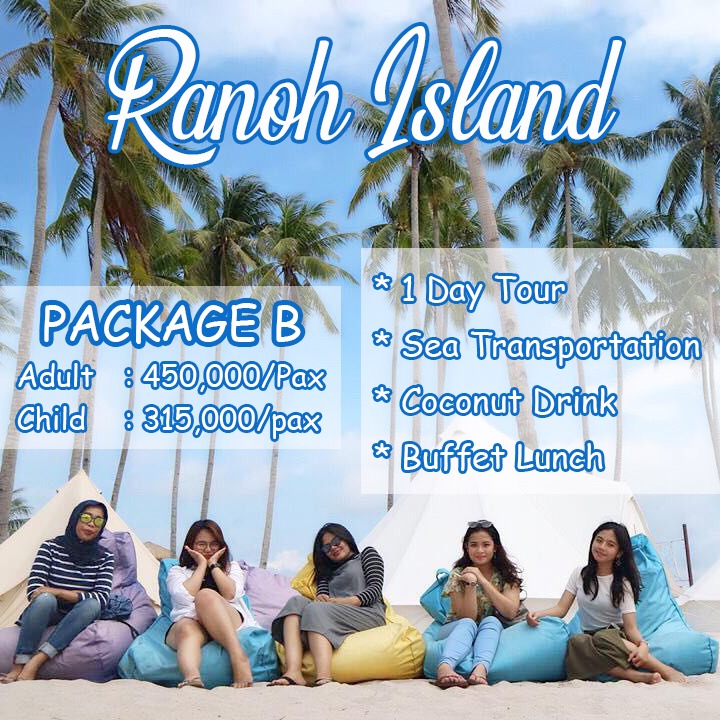 Ranoh Island
PACKAGE B
Adult : 450,000/Pax
Child : 315,000/pax
* 1 Day Tour
* Sea Transportation
* Coconut Drink
* Buffet Lunch